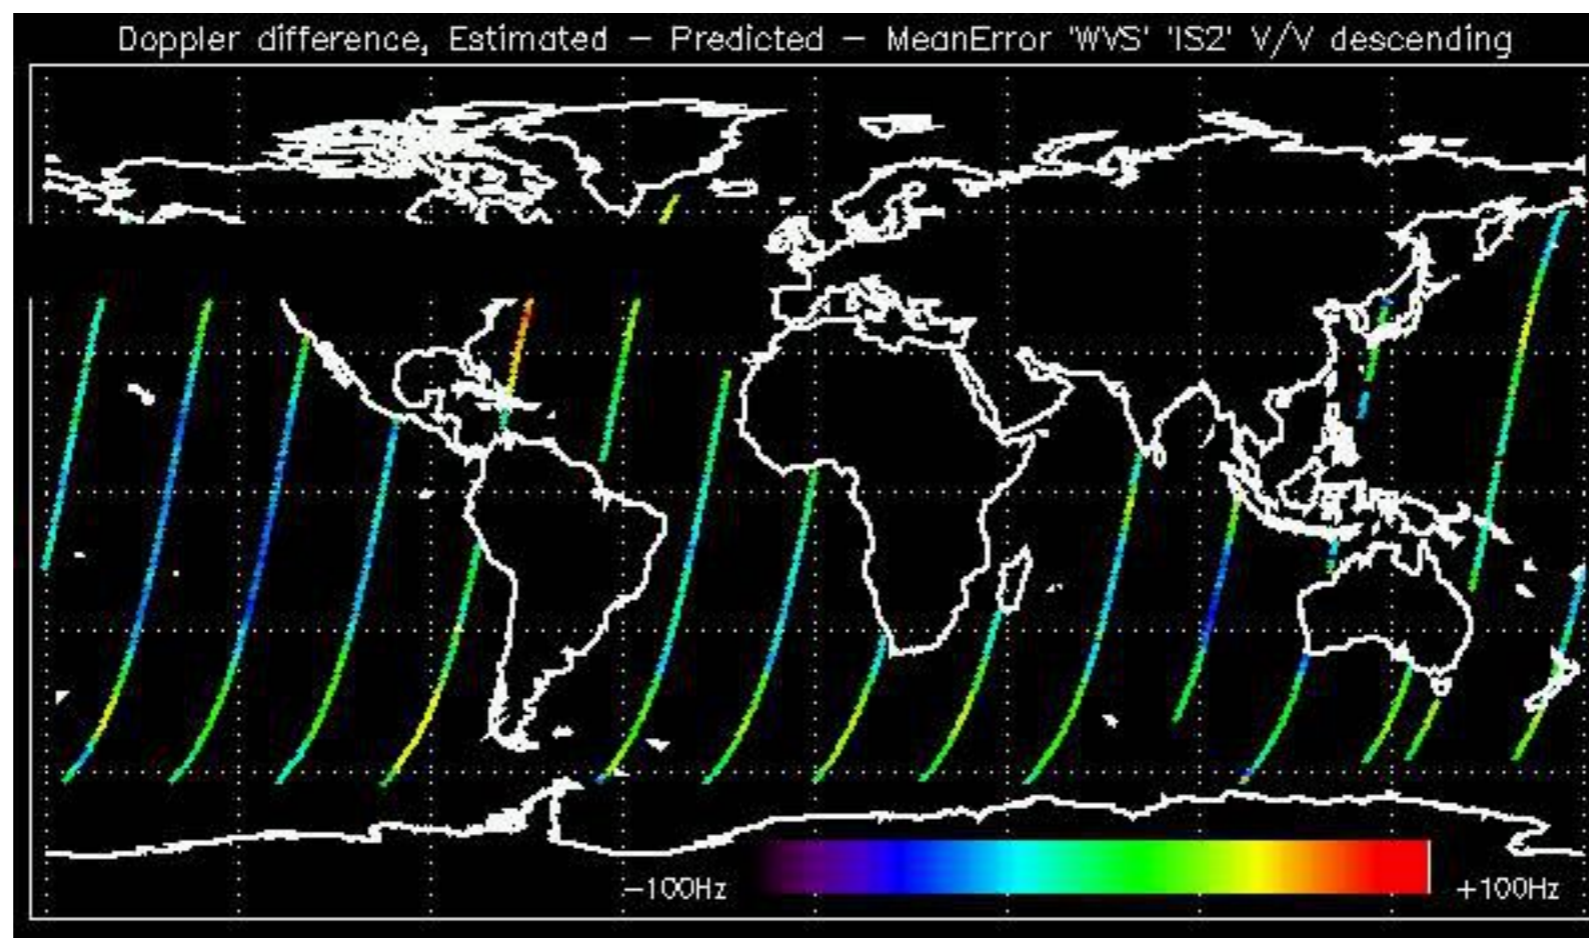 Doppler difference, Estimated - Predicted - MeanError 'WVS' 'IS2' V/V descending
-100Hz +100Hz